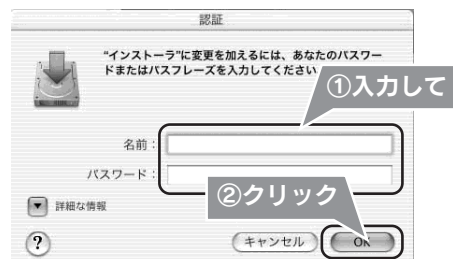 認証
"インストーラ"に変更を加えるには、あなたのパスワー
ドまたはパスフレーズを入力してください
①入力して
名前：
パスワード：
②クリック
詳細な情報
?
キャンセル
OK